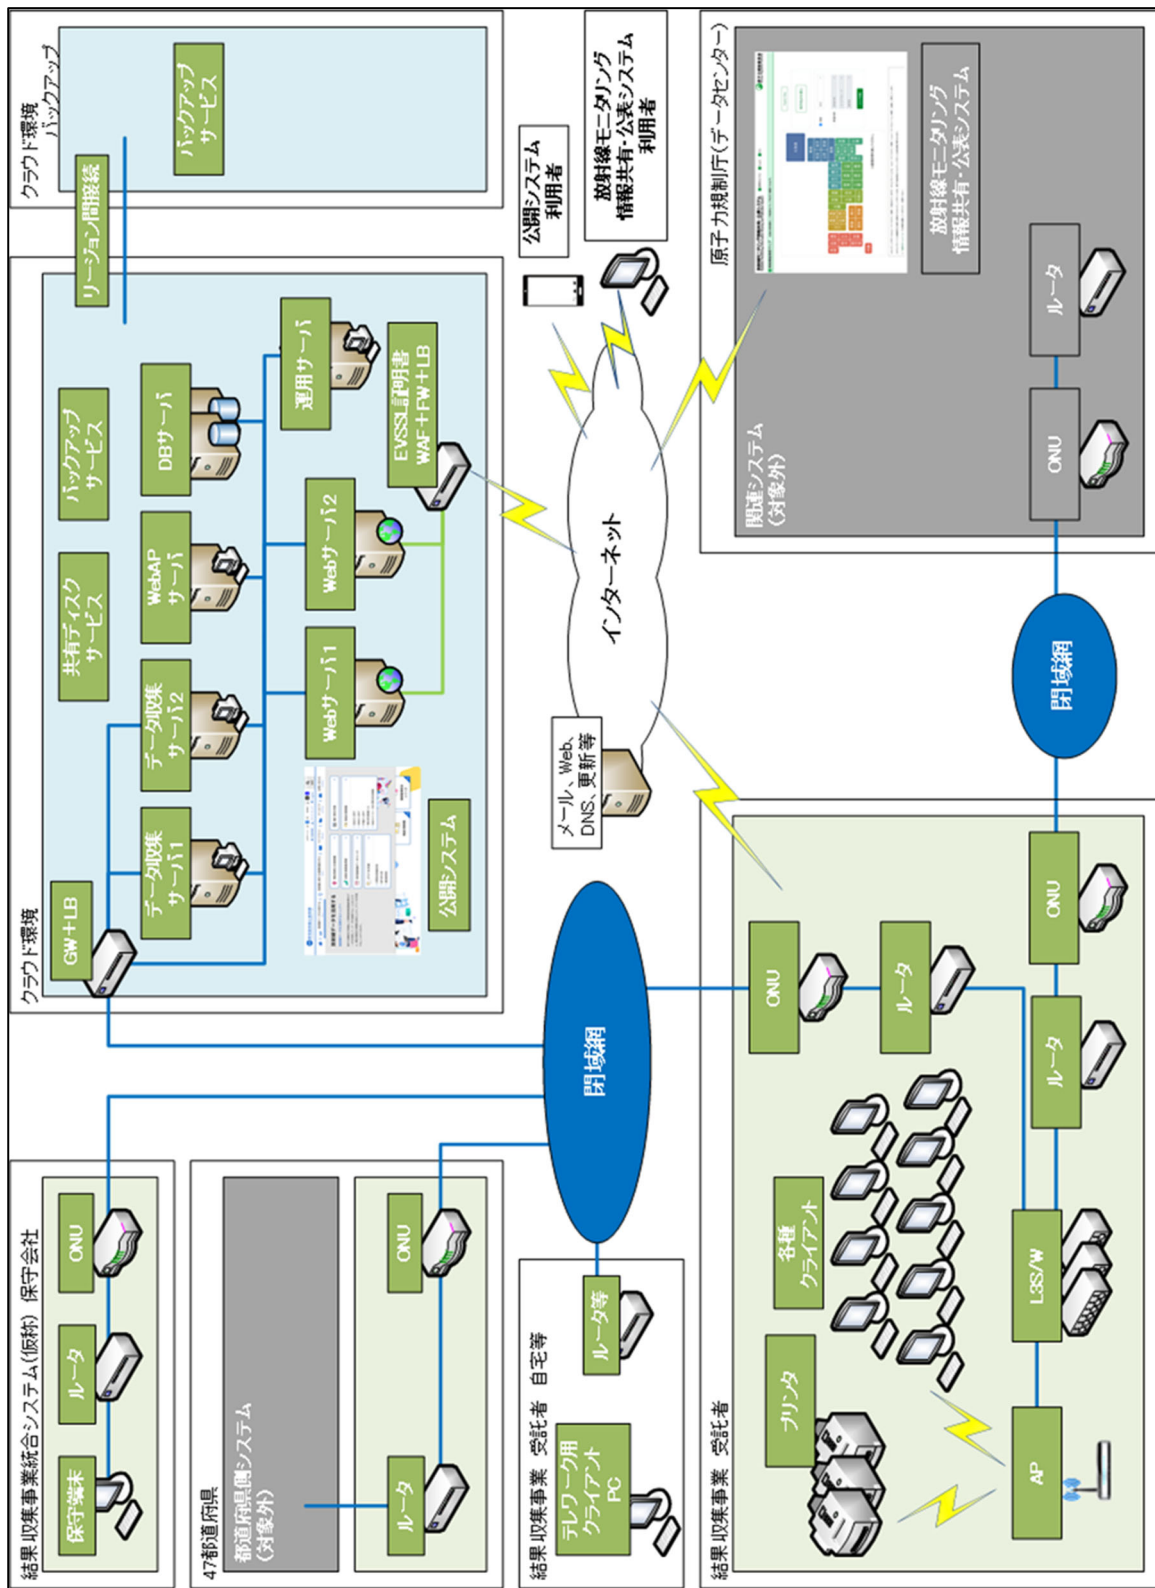 結果収集事業統合システム(仮称) 保守会社
保守端末
ルータ
ONU
47都道府県
都道府県側システム
(対象外)
ルータ
ONU
結果収集事業 受託者 自宅等
テレワーク用
クライアント
PC
ルータ等
結果収集事業 受託者
プリンタ
各種
クライアント
AP
L3S/W
ONU
ルータ
ルータ
ONU
閉域網
閉域網
クラウド環境
GW+LB
データ収集
サーバ1
データ収集
サーバ2
共有ディスク
サービス
WebAP
サーバ
バックアップ
サービス
DBサーバ
公開システム
Webサーバ1
Webサーバ2
運用サーバ
EVSSL証明書
WAF+FW+LB
リージョン間接続
クラウド環境
バックアップ
バックアップ
サービス
メール、Web、
DNS、更新等
インターネット
公開システム
利用者
放射線モニタリング
情報共有・公表システム
利用者
原子力規制庁(データセンター)
関連システム
(対象外)
ONU
ルータ
放射線モニタリング
情報共有・公表システム